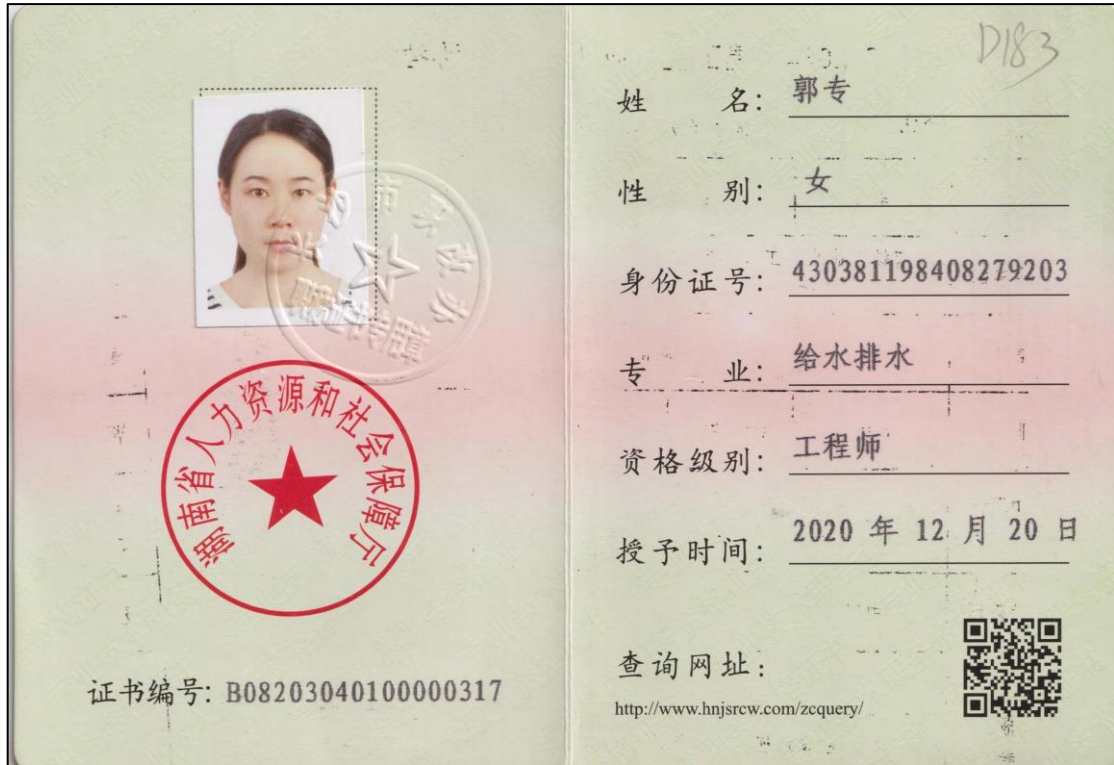 湖南省人力资源和社会保障厅
证书编号: B08203040100000317
D183
姓 名: 郭专
性 别: 女
身份证号: 430381198408279203
专 业: 给水排水
资格级别: 工程师
授予时间: 2020 年 12 月 20 日
查询网址:
http://www.hnjsrcw.com/zcquery/